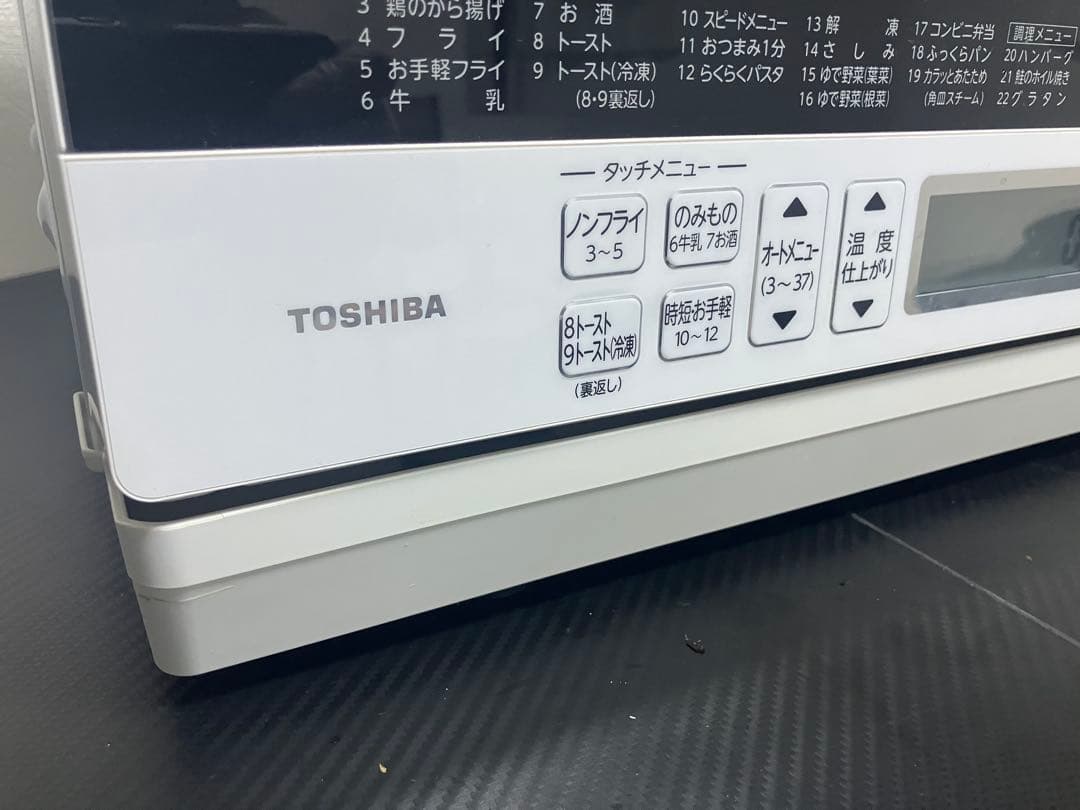 3 鶏のから揚げ
4 フライ
5 お手軽フライ
6 牛乳
7 お酒
8 トースト
9 トースト(冷凍)
(8・9裏返し)
10 スピードメニュー
11 おつまみ1分
12 らくらくパスタ
13 解凍
14 さしみ
15 ゆで野菜(葉菜)
16 ゆで野菜(根菜)
17 コンビニ弁当
18 ふっくらパン
19 カラッとあたため
(角皿スチーム)
調理メニュー
20 ハンバーグ
21 鮭のホイル焼き
22 グラタン
タッチメニュー
ノンフライ
3～5
のみもの
6牛乳 7お酒
8トースト
9トースト(冷凍)
(裏返し)
時短お手軽
10～12
▲
オートメニュー
(3～37)
▼
▲
温度
仕上がり
▼
TOSHIBA